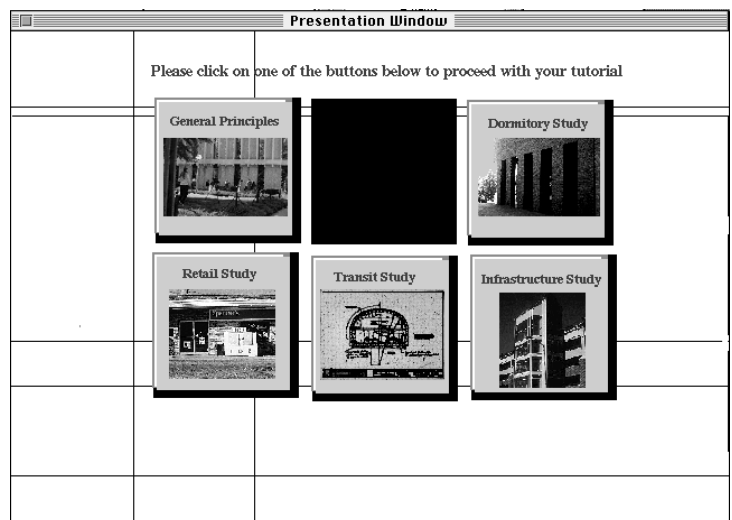 Presentation Window
Please click on one of the buttons below to proceed with your tutorial
General Principles
Dormitory Study
Retail Study
Transit Study
Infrastructure Study